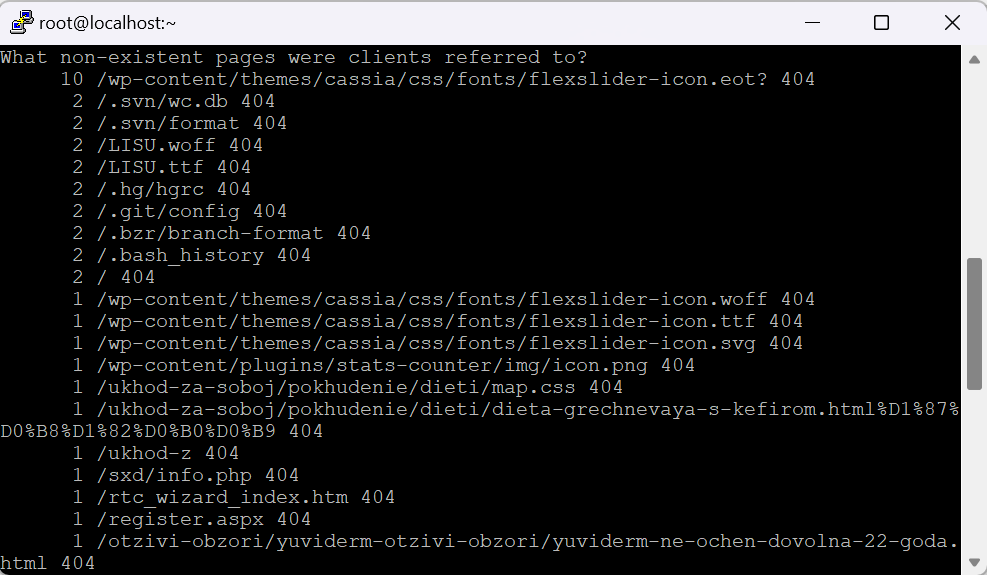 root@localhost:~
What non-existent pages were clients referred to?
10 /wp-content/themes/cassia/css/fonts/flexslider-icon.eot? 404
2 /.svn/wc.db 404
2 /.svn/format 404
2 /LISU.woff 404
2 /LISU.ttf 404
2 /.hg/hgrc 404
2 /.git/config 404
2 /.bzr/branch-format 404
2 /.bash_history 404
2 / 404
1 /wp-content/themes/cassia/css/fonts/flexslider-icon.woff 404
1 /wp-content/themes/cassia/css/fonts/flexslider-icon.ttf 404
1 /wp-content/themes/cassia/css/fonts/flexslider-icon.svg 404
1 /wp-content/plugins/stats-counter/img/icon.png 404
1 /ukhod-za-soboj/pokhudenie/dieti/map.css 404
1 /ukhod-za-soboj/pokhudenie/dieti/dieta-grechnevaya-s-kefirom.html%D1%87%
D0%B8%D1%82%D0%B0%D0%B9 404
1 /ukhod-z 404
1 /sxd/info.php 404
1 /rtc_wizard_index.htm 404
1 /register.aspx 404
1 /otzivi-obzori/yuviderm-otzivi-obzori/yuviderm-ne-ochen-dovolna-22-goda.
html 404